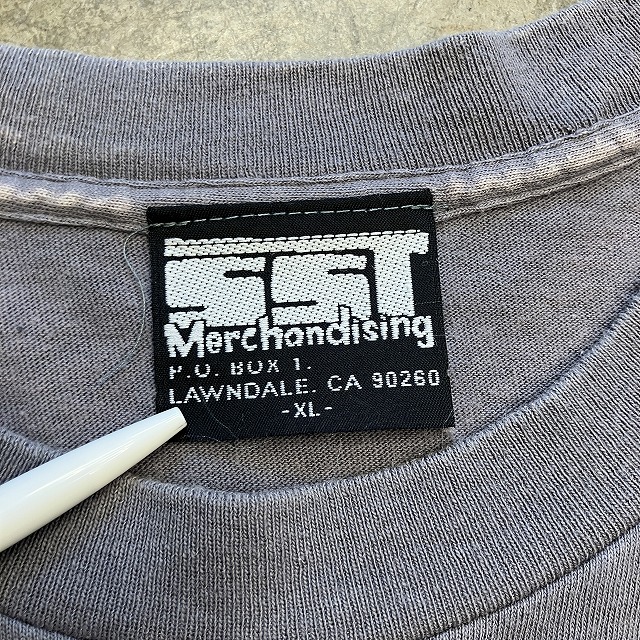 SST
Merchandising
P.O. BOX 1.
LAWNDALE. CA 90260
-XL-